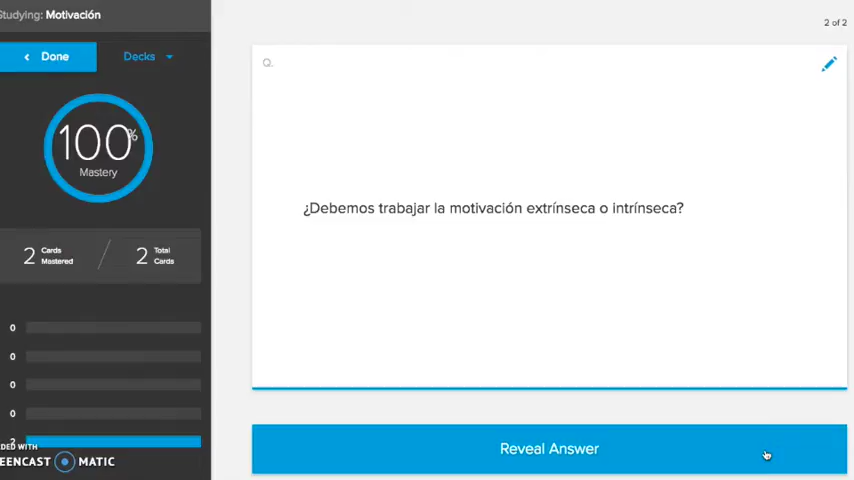 Studying: Motivación
2 of 2
Done
Decks
Q.
100%
Mastery
¿Debemos trabajar la motivación extrínseca o intrínseca?
2 Cards Mastered
2 Total Cards
0
0
0
0
2
Reveal Answer
MATIC